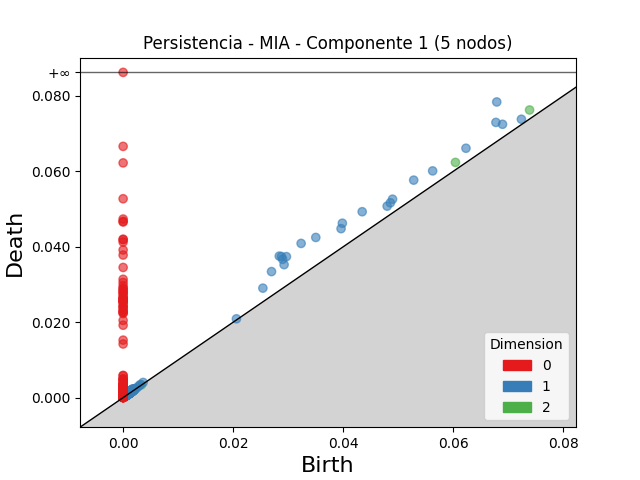 Persistencia - MIA - Componente 1 (5 nodos)
+∞
0.080
0.060
0.040
0.020
0.000
Death
0.00 0.02 0.04 0.06 0.08
Birth
Dimension
0
1
2